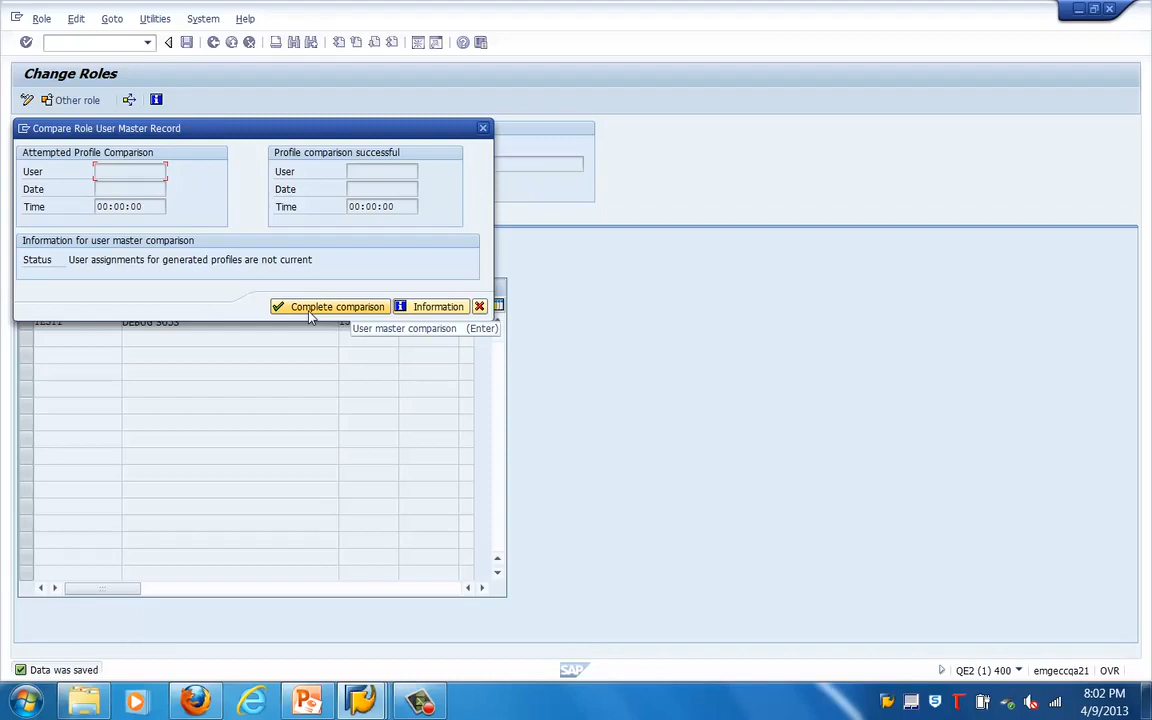 Role Edit Goto Utilities System Help
Change Roles
Other role
Compare Role User Master Record
Attempted Profile Comparison
User
Date
Time 00:00:00
Profile comparison successful
User
Date
Time 00:00:00
Information for user master comparison
Status User assignments for generated profiles are not current
Complete comparison Information
User master comparison (Enter)
Data was saved
SAP
QE2 (1) 400 emgeccqa21 OVR
8:02 PM
4/9/2013